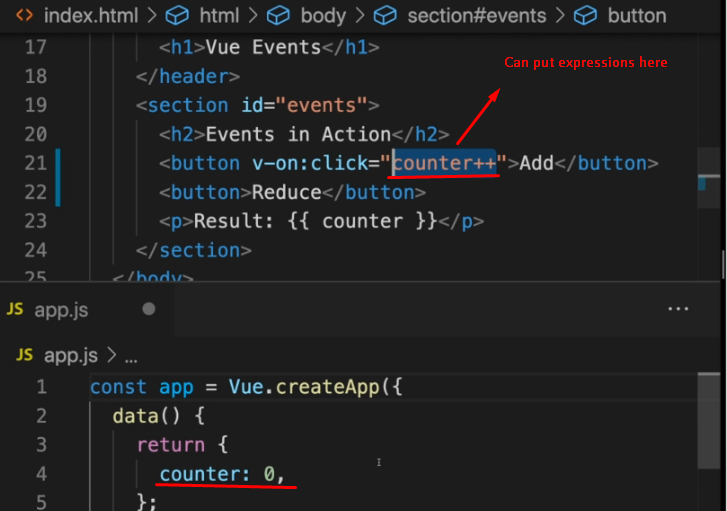 index.html > html > body > section#events > button
17 <h1>Vue Events</h1>
Can put expressions here
18 </header>
19 <section id="events">
20 <h2>Events in Action</h2>
21 <button v-on:click="counter++">Add</button>
22 <button>Reduce</button>
23 <p>Result: {{ counter }}</p>
24 </section>
25 </body>
JS app.js ● ...
JS app.js > ...
1 const app = Vue.createApp({
2 data() {
3 return {
4 counter: 0,
5 };